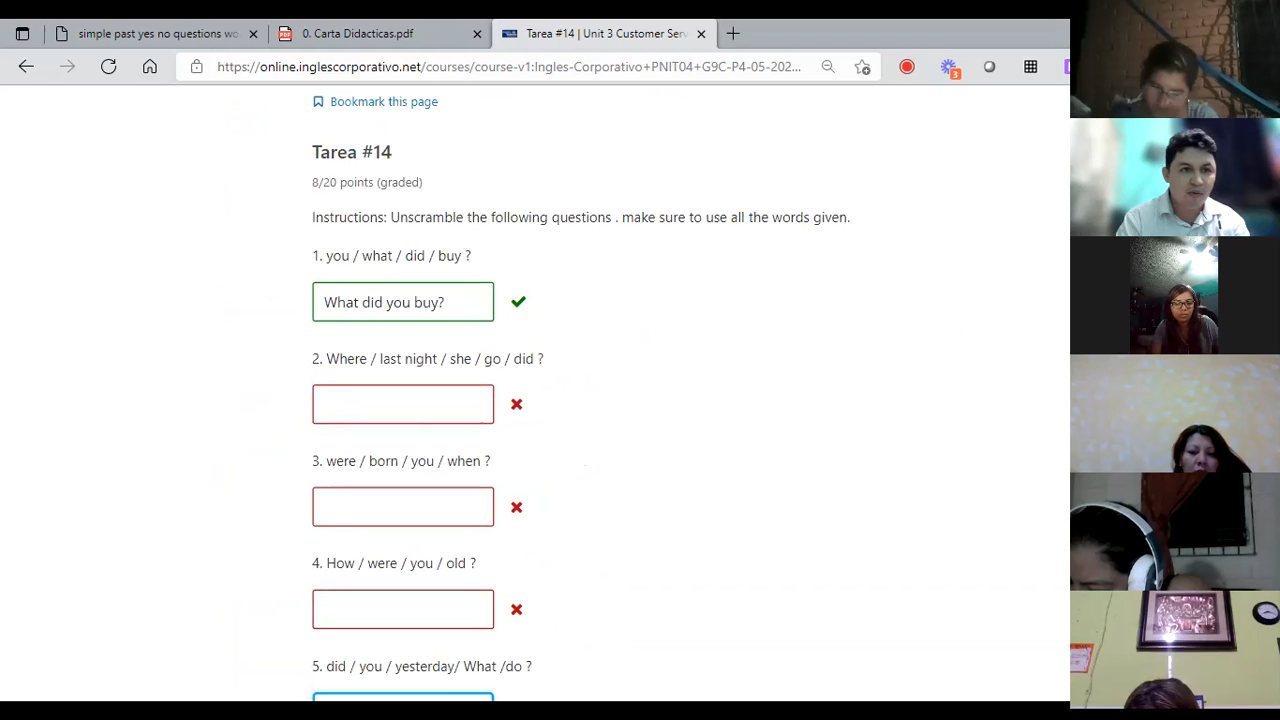 simple past yes no questions wo
0. Carta Didacticas.pdf
Tarea #14 | Unit 3 Customer Serv
https://online.inglescorporativo.net/courses/course-v1:Ingles-Corporativo+PNIT04+G9C-P4-05-202...
3
Bookmark this page
Tarea #14
8/20 points (graded)
Instructions: Unscramble the following questions . make sure to use all the words given.
1. you / what / did / buy ?
What did you buy?
2. Where / last night / she / go / did ?
3. were / born / you / when ?
4. How / were / you / old ?
5. did / you / yesterday/ What /do ?